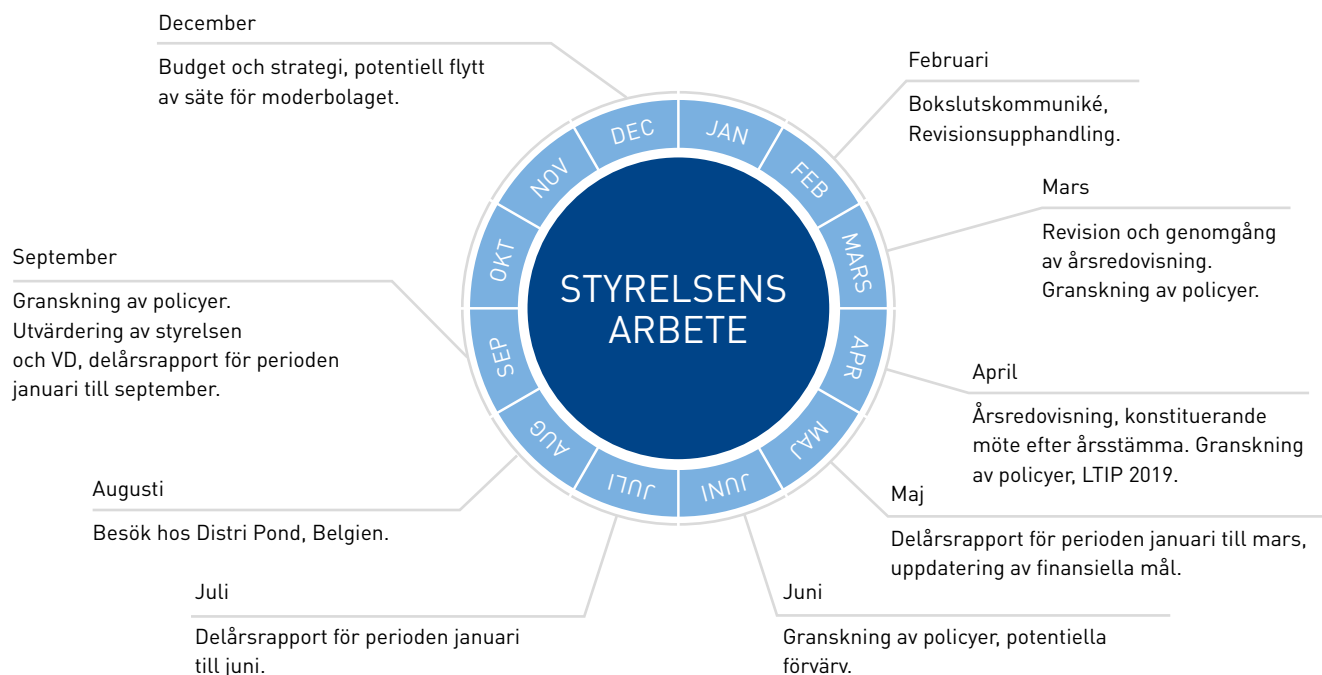 December
Budget och strategi, potentiell flytt
av säte för moderbolaget.
Februari
Bokslutskommuniké,
Revisionsupphandling.
Mars
Revision och genomgång
av årsredovisning.
Granskning av policyer.
April
Årsredovisning, konstituerande
möte efter årsstämma. Granskning
av policyer, LTIP 2019.
Maj
Delårsrapport för perioden januari till mars,
uppdatering av finansiella mål.
Juni
Granskning av policyer, potentiella
förvärv.
Juli
Delårsrapport för perioden januari
till juni.
Augusti
Besök hos Distri Pond, Belgien.
September
Granskning av policyer.
Utvärdering av styrelsen
och VD, delårsrapport för perioden
januari till september.
JAN
FEB
MARS
APR
MAJ
JUNI
JULI
AUG
SEP
OKT
NOV
DEC
STYRELSENS
ARBETE